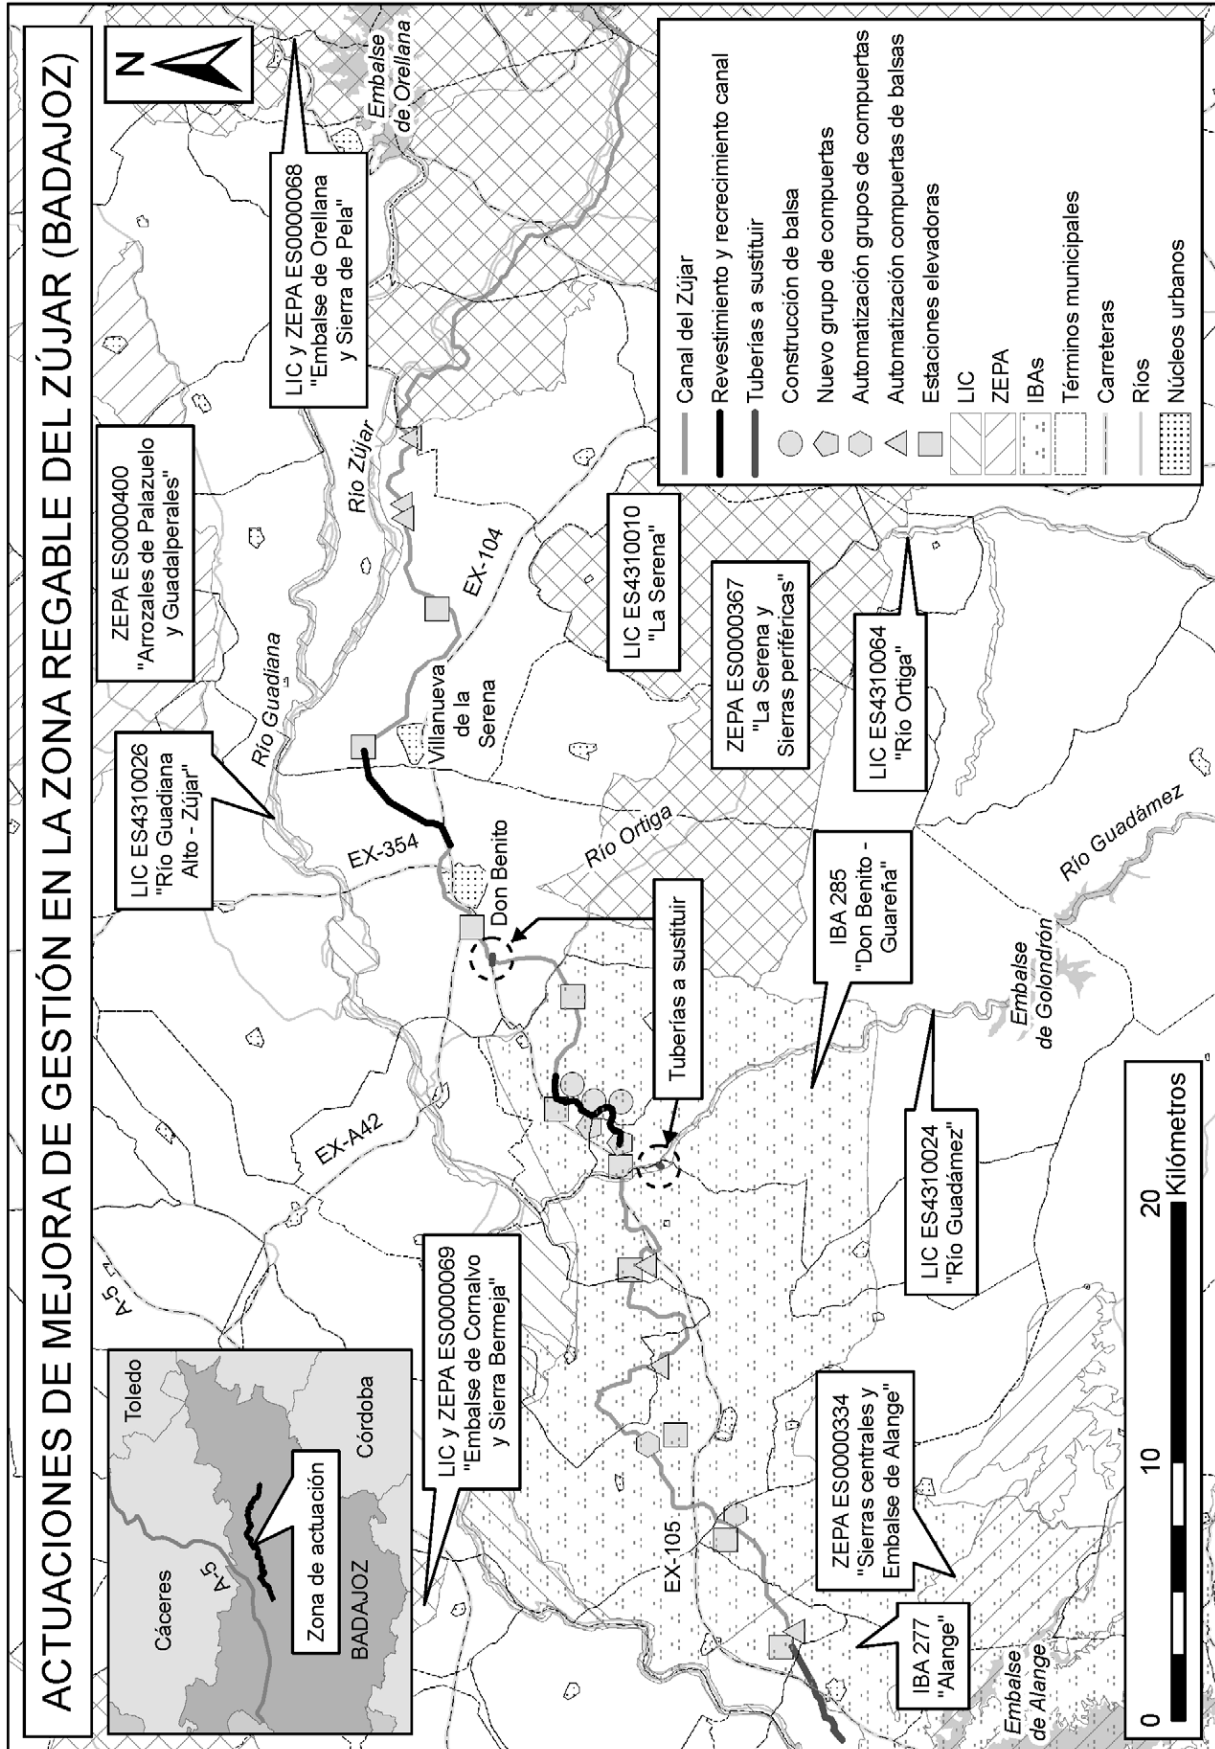 ACTUACIONES DE MEJORA DE GESTIÓN EN LA ZONA REGABLE DEL ZÚJAR (BADAJOZ)
Cáceres
Toledo
A-5
Zona de actuación
BADAJOZ
Córdoba
A-5
EX-A42
LIC ES4310026
"Río Guadiana
Alto - Zújar"
ZEPA ES0000400
"Arrozales de Palazuelo
y Guadalperales"
N
LIC y ZEPA ES0000068
"Embalse de Orellana
y Sierra de Pela"
Embalse
de Orellana
Río Guadiana
Río Zújar
EX-354
EX-104
Villanueva
de la
Serena
Don Benito
LIC y ZEPA ES0000069
"Embalse de Cornalvo
y Sierra Bermeja"
Río Ortiga
LIC ES4310010
"La Serena"
Tuberías a sustituir
ZEPA ES0000367
"La Serena y
Sierras periféricas"
EX-105
IBA 285
"Don Benito -
Guareña"
LIC ES4310064
"Río Ortiga"
ZEPA ES0000334
"Sierras centrales y
Embalse de Alange"
LIC ES4310024
"Río Guadámez"
IBA 277
"Alange"
Embalse
de Alange
Embalse
de Golondrón
Río Guadámez
Canal del Zújar
Revestimiento y recrecimiento canal
Tuberías a sustituir
Construcción de balsa
Nuevo grupo de compuertas
Automatización grupos de compuertas
Automatización compuertas de balsas
Estaciones elevadoras
LIC
ZEPA
IBAs
Términos municipales
Carreteras
Ríos
Núcleos urbanos
0 10 20
Kilómetros